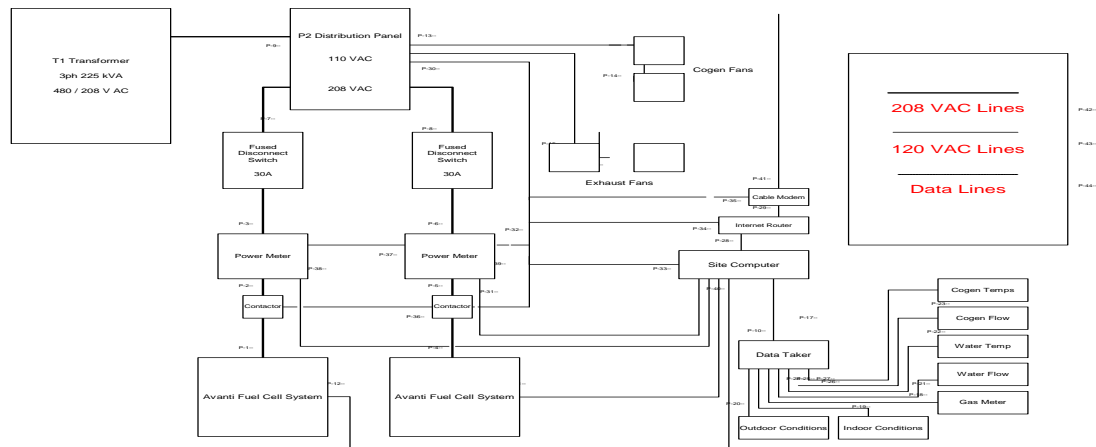 T1 Transformer
3ph 225 kVA
480 / 208 V AC
P2 Distribution Panel
110 VAC
208 VAC
P-9
P-13
P-30
P-14
Cogen Fans
Exhaust Fans
P-7
P-8
Fused
Disconnect
Switch
30A
Fused
Disconnect
Switch
30A
208 VAC Lines
120 VAC Lines
Data Lines
P-42
P-43
P-44
P-41
P-35
Cable Modem
P-29
P-3
P-6
P-32
P-34
Internet Router
P-28
Power Meter
P-37
Power Meter
P-38
P-33
Site Computer
P-2
P-5
P-31
Contactor
P-36
Contactor
P-17
P-10
Data Taker
Cogen Temps
P-23
Cogen Flow
P-22
Water Temp
Water Flow
P-21
Gas Meter
P-1
P-4
P-12
Avanti Fuel Cell System
Avanti Fuel Cell System
P-27
P-26
P-20
P-19
Outdoor Conditions
Indoor Conditions